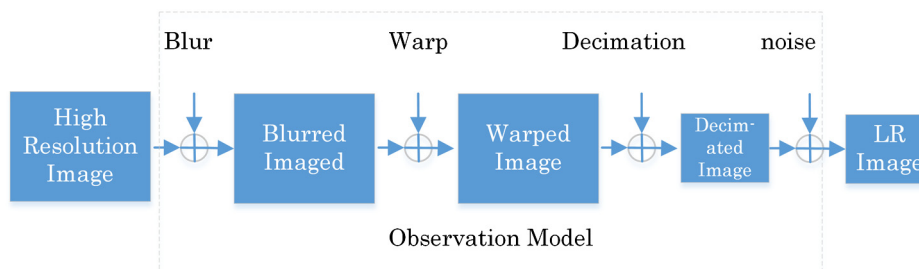 Blur
Warp
Decimation
noise
High
Resolution
Image
Blurred
Imaged
Warped
Image
Decim-
ated
Image
LR
Image
Observation Model